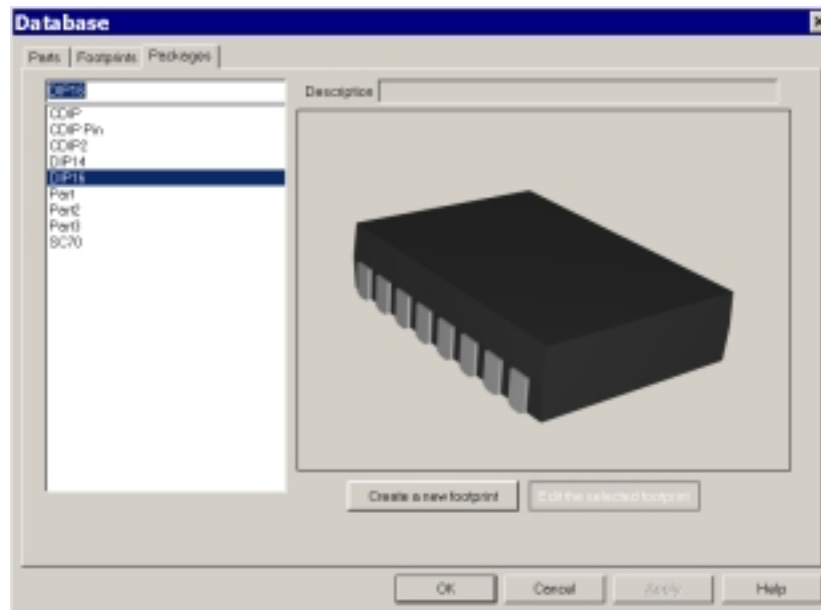 Database
Parts Footprints Packages
DIP16
Description
CDIP
CDIP Pin
CDIP2
DIP14
DIP16
Part
Part2
Part3
SC70
Create a new footprint Edit the selected footprint
OK Cancel Apply Help